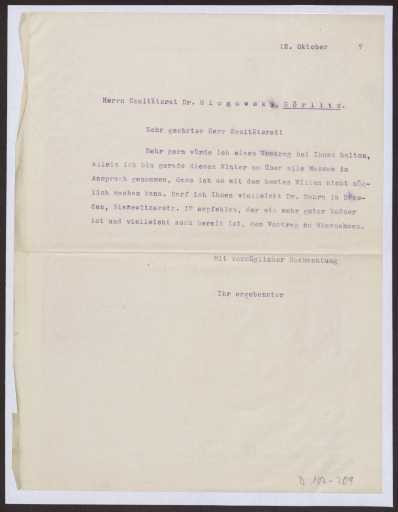 12. Oktober 7
Herrn Sanitätsrat Dr. Görlitz.
Sehr geehrter Herr Sanitätsrat!
Sehr gern würde ich einen Vortrag bei Ihnen halten,
allein ich bin gerade diesen Winter so über alle Massen in
Anspruch genommen, dass ich es mit dem besten Willen nicht mög-
lich machen kann. Darf ich Ihnen vielleicht Dr. in Dres-
den, 17 empfehlen, der ein sehr guter Redner
ist und vielleicht auch bereit ist, den Vortrag zu übernehmen.
Mit vorzüglicher Hochachtung
Ihr ergebenster